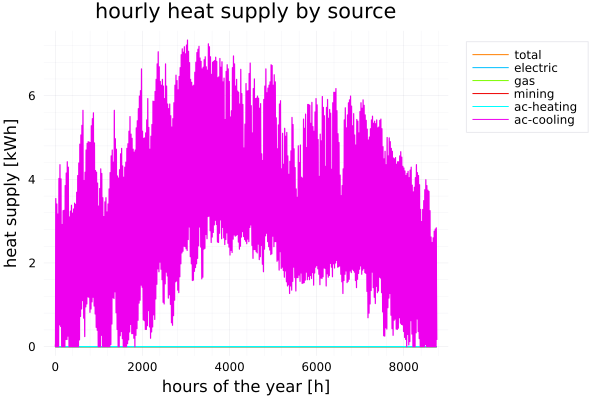 hourly heat supply by source
heat supply [kWh]
6
4
2
0
0 2000 4000 6000 8000
hours of the year [h]
total
electric
gas
mining
ac-heating
ac-cooling